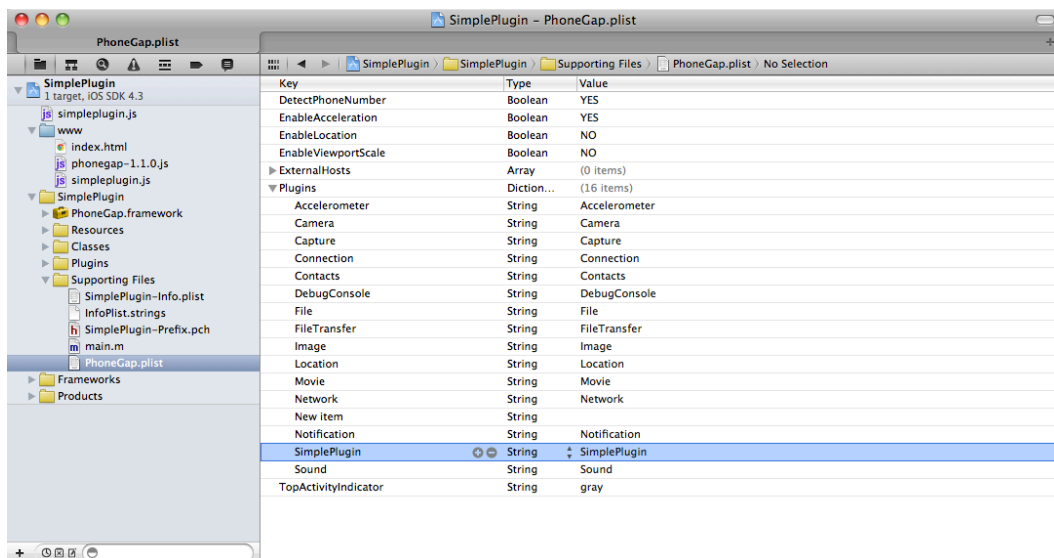 SimplePlugin – PhoneGap.plist
PhoneGap.plist
SimplePlugin SimplePlugin Supporting Files PhoneGap.plist No Selection
SimplePlugin
1 target, iOS SDK 4.3
js simpleplugin.js
www
index.html
js phonegap-1.1.0.js
js simpleplugin.js
SimplePlugin
PhoneGap.framework
Resources
Classes
Plugins
Supporting Files
SimplePlugin-Info.plist
InfoPlist.strings
h SimplePlugin-Prefix.pch
m main.m
PhoneGap.plist
Frameworks
Products
Key Type Value
DetectPhoneNumber Boolean YES
EnableAcceleration Boolean YES
EnableLocation Boolean NO
EnableViewportScale Boolean NO
ExternalHosts Array (0 items)
Plugins Diction... (16 items)
Accelerometer String Accelerometer
Camera String Camera
Capture String Capture
Connection String Connection
Contacts String Contacts
DebugConsole String DebugConsole
File String File
FileTransfer String FileTransfer
Image String Image
Location String Location
Movie String Movie
Network String Network
New item String
Notification String Notification
SimplePlugin String SimplePlugin
Sound String Sound
TopActivityIndicator String gray